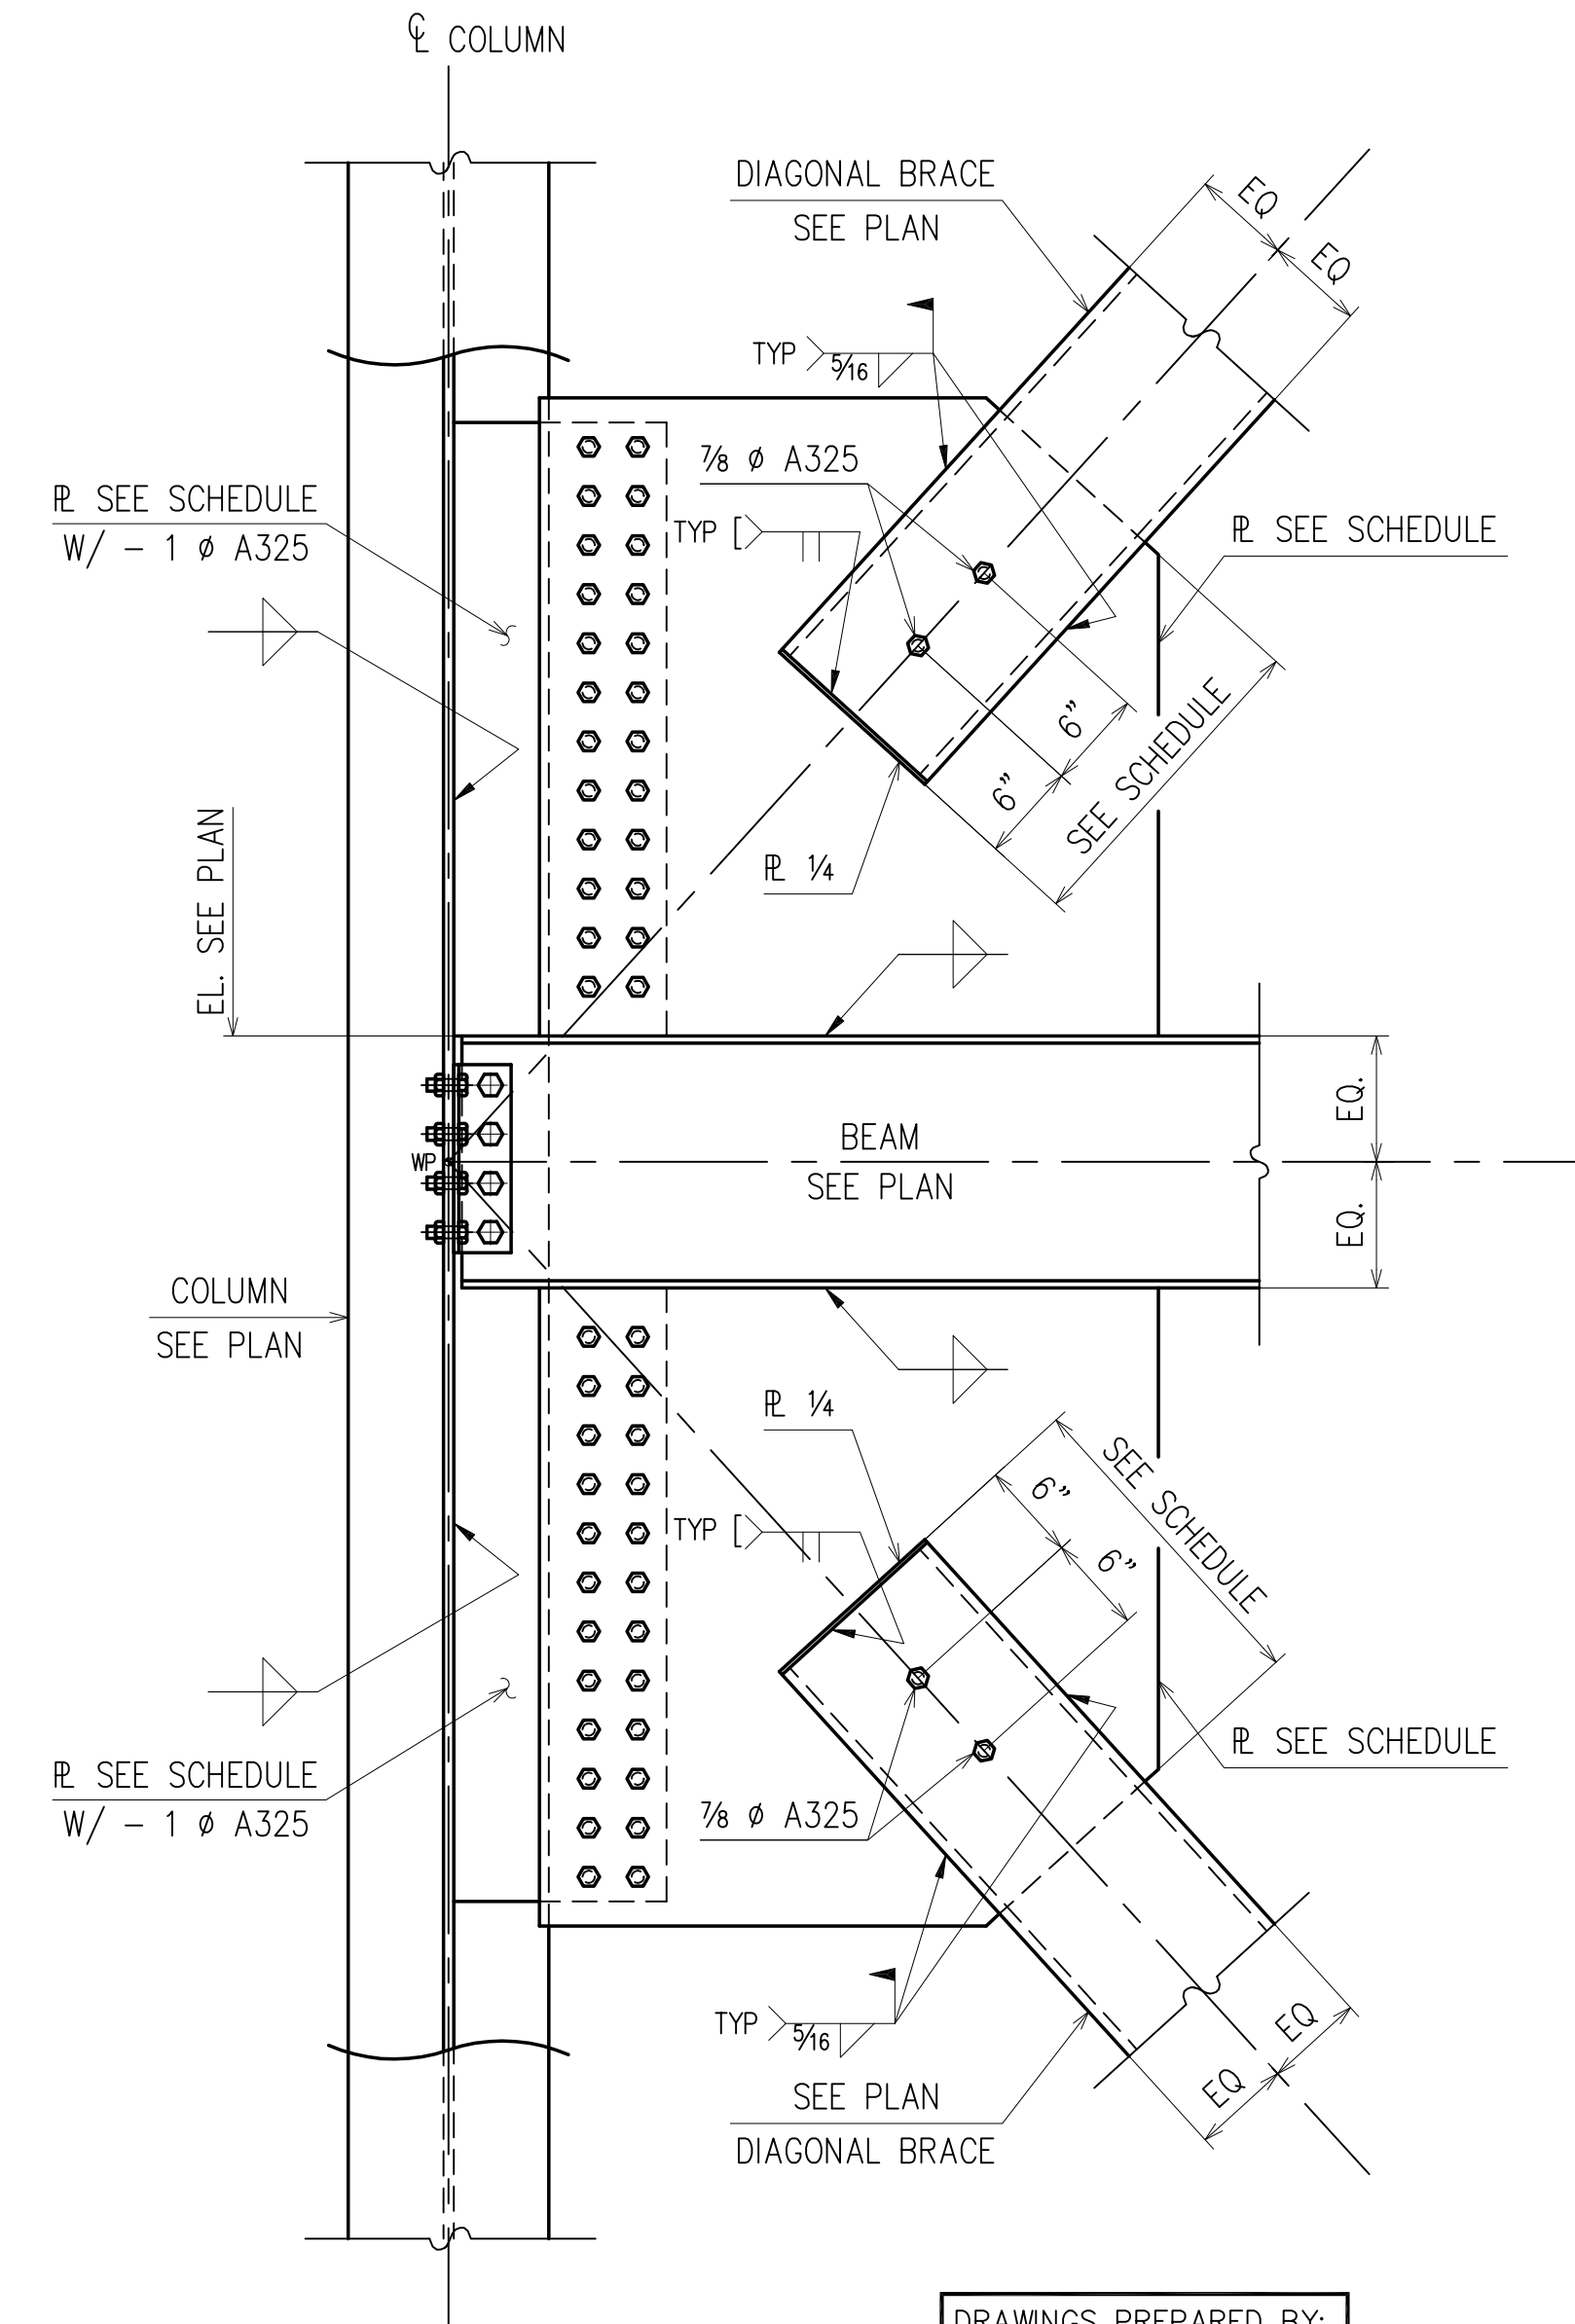 ℄ COLUMN
DIAGONAL BRACE
SEE PLAN
EQ
EQ
TYP
5/16
7/8 ø A325
TYP [
℄ SEE SCHEDULE
W/ - 1 ø A325
℄ SEE SCHEDULE
6"
6"
SEE SCHEDULE
EL. SEE PLAN
℄ 1/4
EQ.
BEAM
WP
SEE PLAN
EQ.
COLUMN
SEE PLAN
℄ 1/4
SEE SCHEDULE
6"
6"
TYP [
℄ SEE SCHEDULE
℄ SEE SCHEDULE
W/ - 1 ø A325
7/8 ø A325
TYP
5/16
EQ
EQ
SEE PLAN
DIAGONAL BRACE
DRAWINGS PREPARED BY: